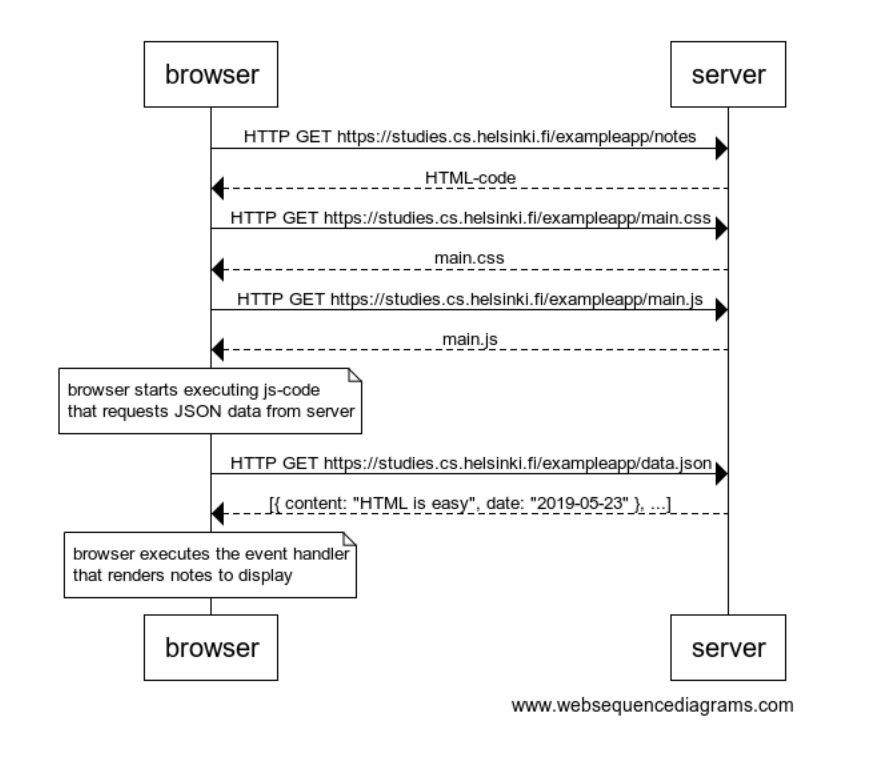 browser
server
HTTP GET https://studies.cs.helsinki.fi/exampleapp/notes
HTML-code
HTTP GET https://studies.cs.helsinki.fi/exampleapp/main.css
main.css
HTTP GET https://studies.cs.helsinki.fi/exampleapp/main.js
main.js
browser starts executing js-code
that requests JSON data from server
HTTP GET https://studies.cs.helsinki.fi/exampleapp/data.json
[{ content: "HTML is easy", date: "2019-05-23" }, ...]
browser executes the event handler
that renders notes to display
browser
server
www.websequencediagrams.com